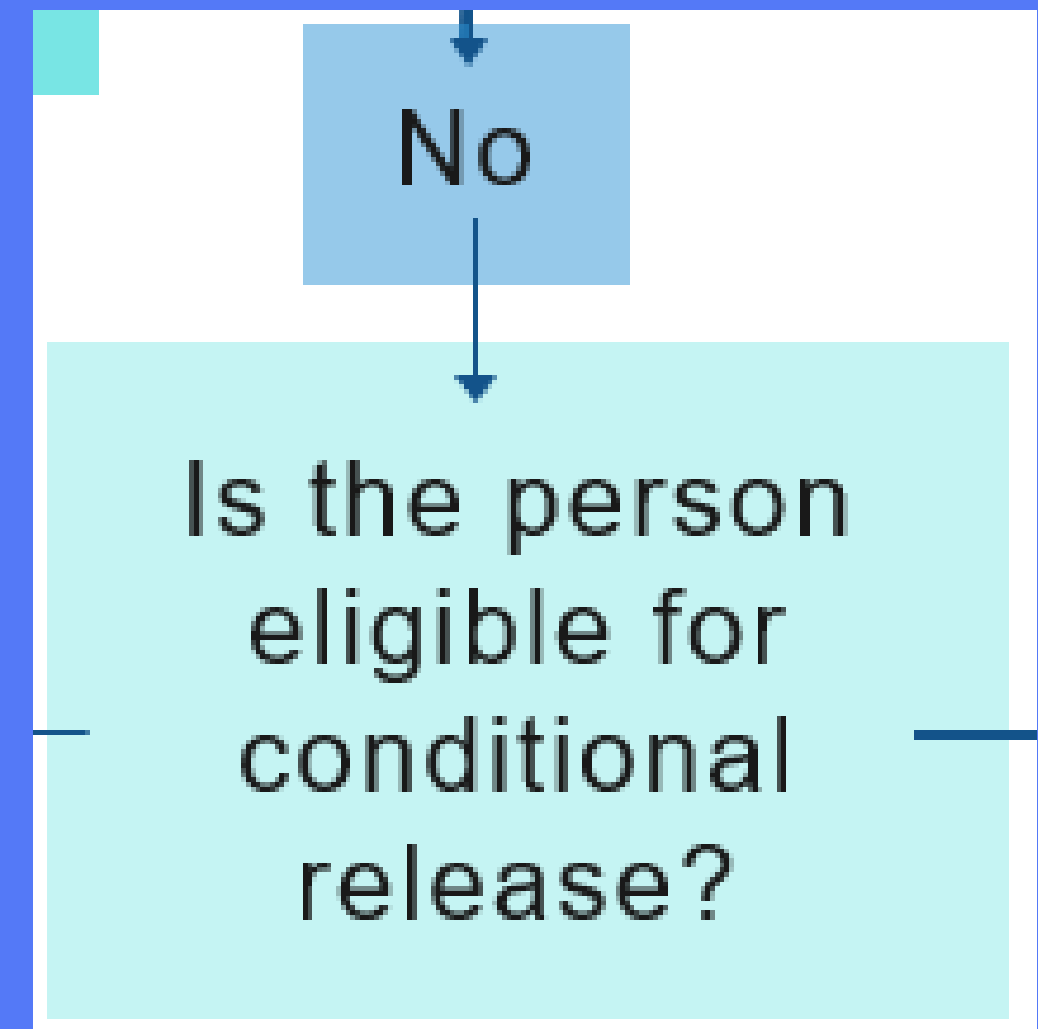 No
Is the person
eligible for
conditional
release?